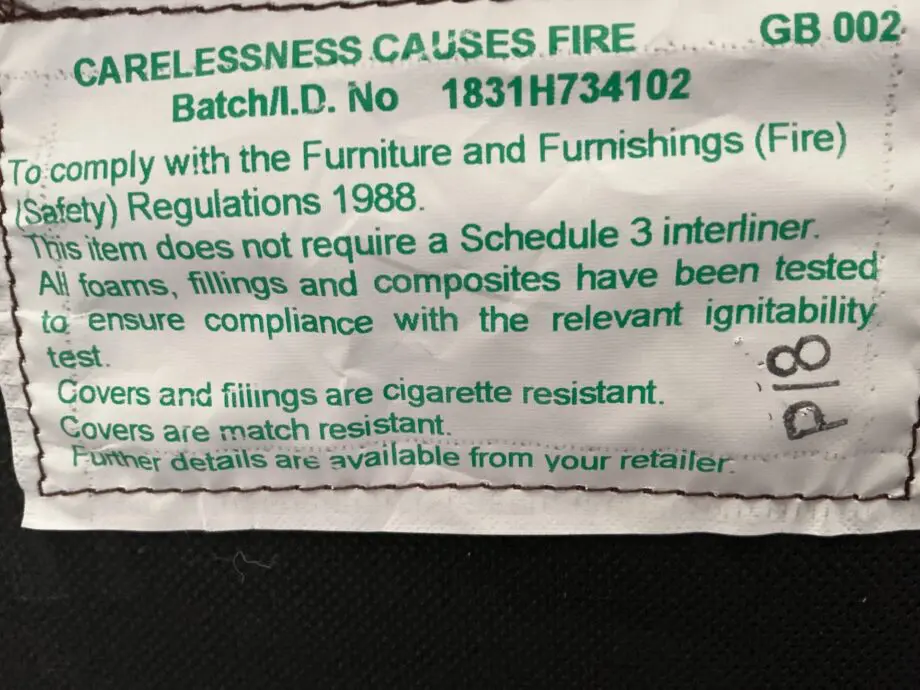 CARELESSNESS CAUSES FIRE GB 002
Batch/I.D. No 1831H734102
To comply with the Furniture and Furnishings (Fire)
(Safety) Regulations 1988.
This item does not require a Schedule 3 interliner.
All foams, fillings and composites have been tested
to ensure compliance with the relevant ignitability
test.
Covers and fillings are cigarette resistant.
Covers are match resistant.
Further details are available from your retailer.
P18